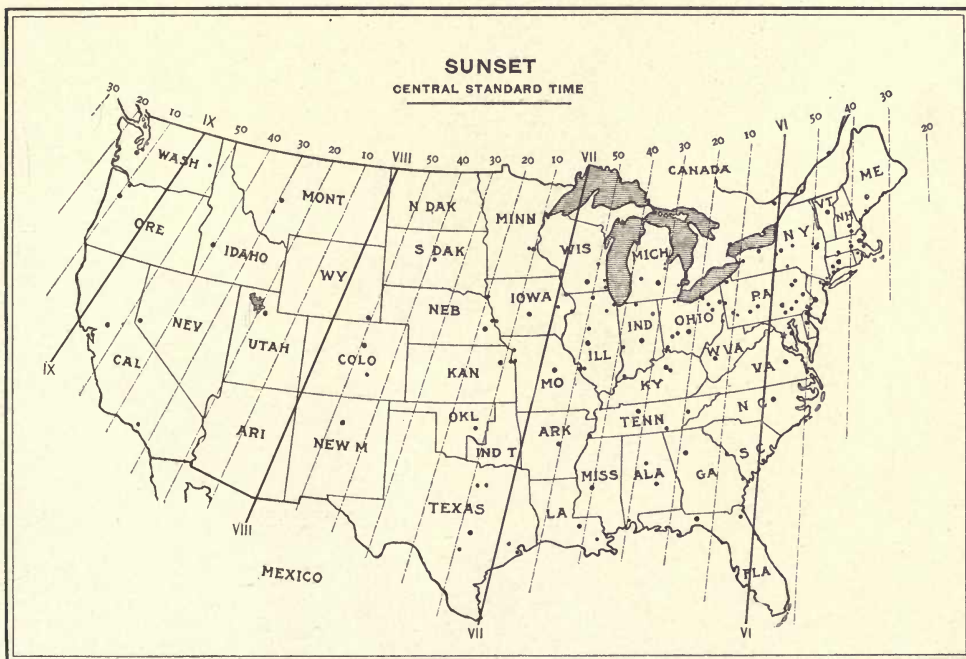 SUNSET
CENTRAL STANDARD TIME
30 20 10 IX 50 40 30 20 10 VIII 50 40 30 20 10 VII 50 40 30 20 10 VI 50 40 30 20
CANADA
WASH
MONT
N DAK
MINN
ME
VT
NH
ORE
IDAHO
S DAK
WIS
MICH
N Y
WY
NEB
IOWA
PA
NEV
UTAH
COLO
KAN
ILL
IND
OHIO
W VA
VA
CAL
MO
KY
IX
ARI
NEW M
OKL
IND T
ARK
TENN
N C
S C
TEXAS
LA
MISS
ALA
GA
VIII
MEXICO
FLA
VII
VI